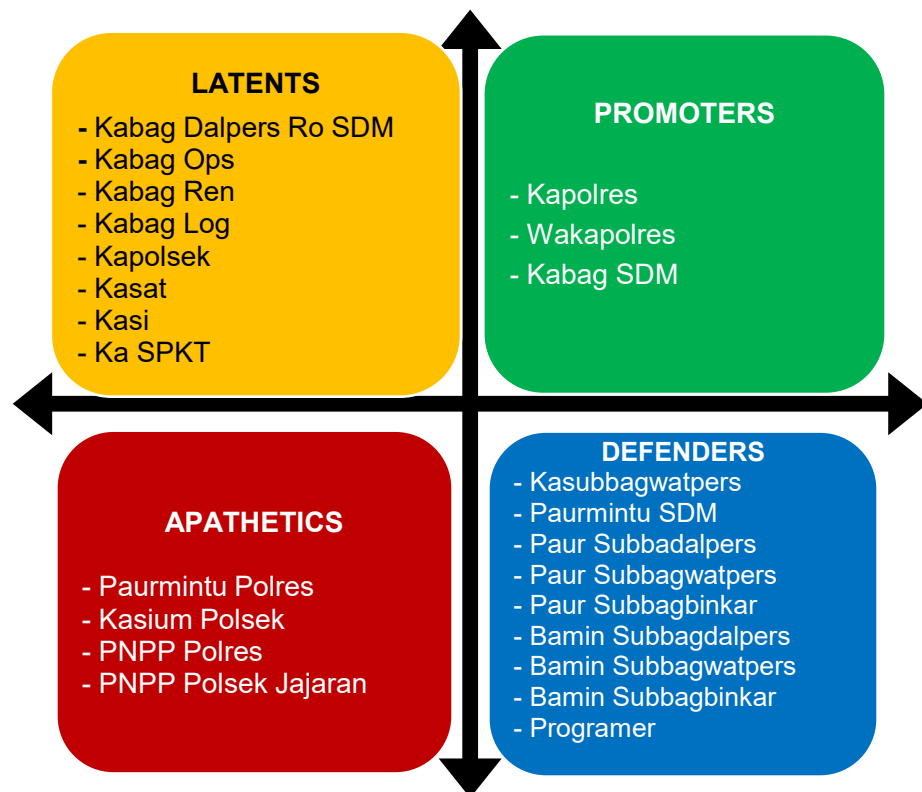 LATENTS
- Kabag Dalpers Ro SDM
- Kabag Ops
- Kabag Ren
- Kabag Log
- Kapolsek
- Kasat
- Kasi
- Ka SPKT
PROMOTERS
- Kapolres
- Wakapolres
- Kabag SDM
APATHETICS
- Paurmintu Polres
- Kasium Polsek
- PNPP Polres
- PNPP Polsek Jajaran
DEFENDERS
- Kasubbagwatpers
- Paurmintu SDM
- Paur Subbadalpers
- Paur Subbagwatpers
- Paur Subbagbinkar
- Bamin Subbagdalpers
- Bamin Subbagwatpers
- Bamin Subbagbinkar
- Programer